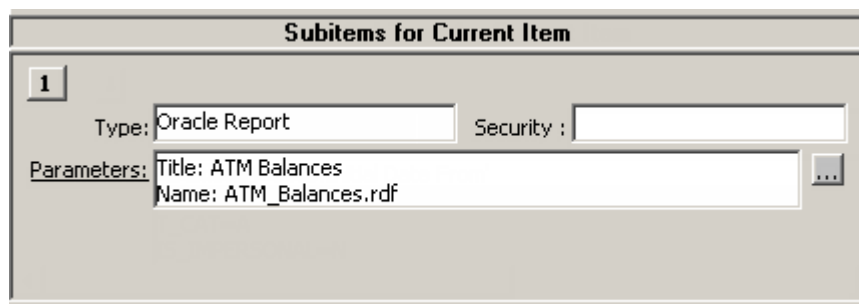 Subitems for Current Item
1
Type: Oracle Report Security :
Parameters: Title: ATM Balances
Name: ATM_Balances.rdf
...